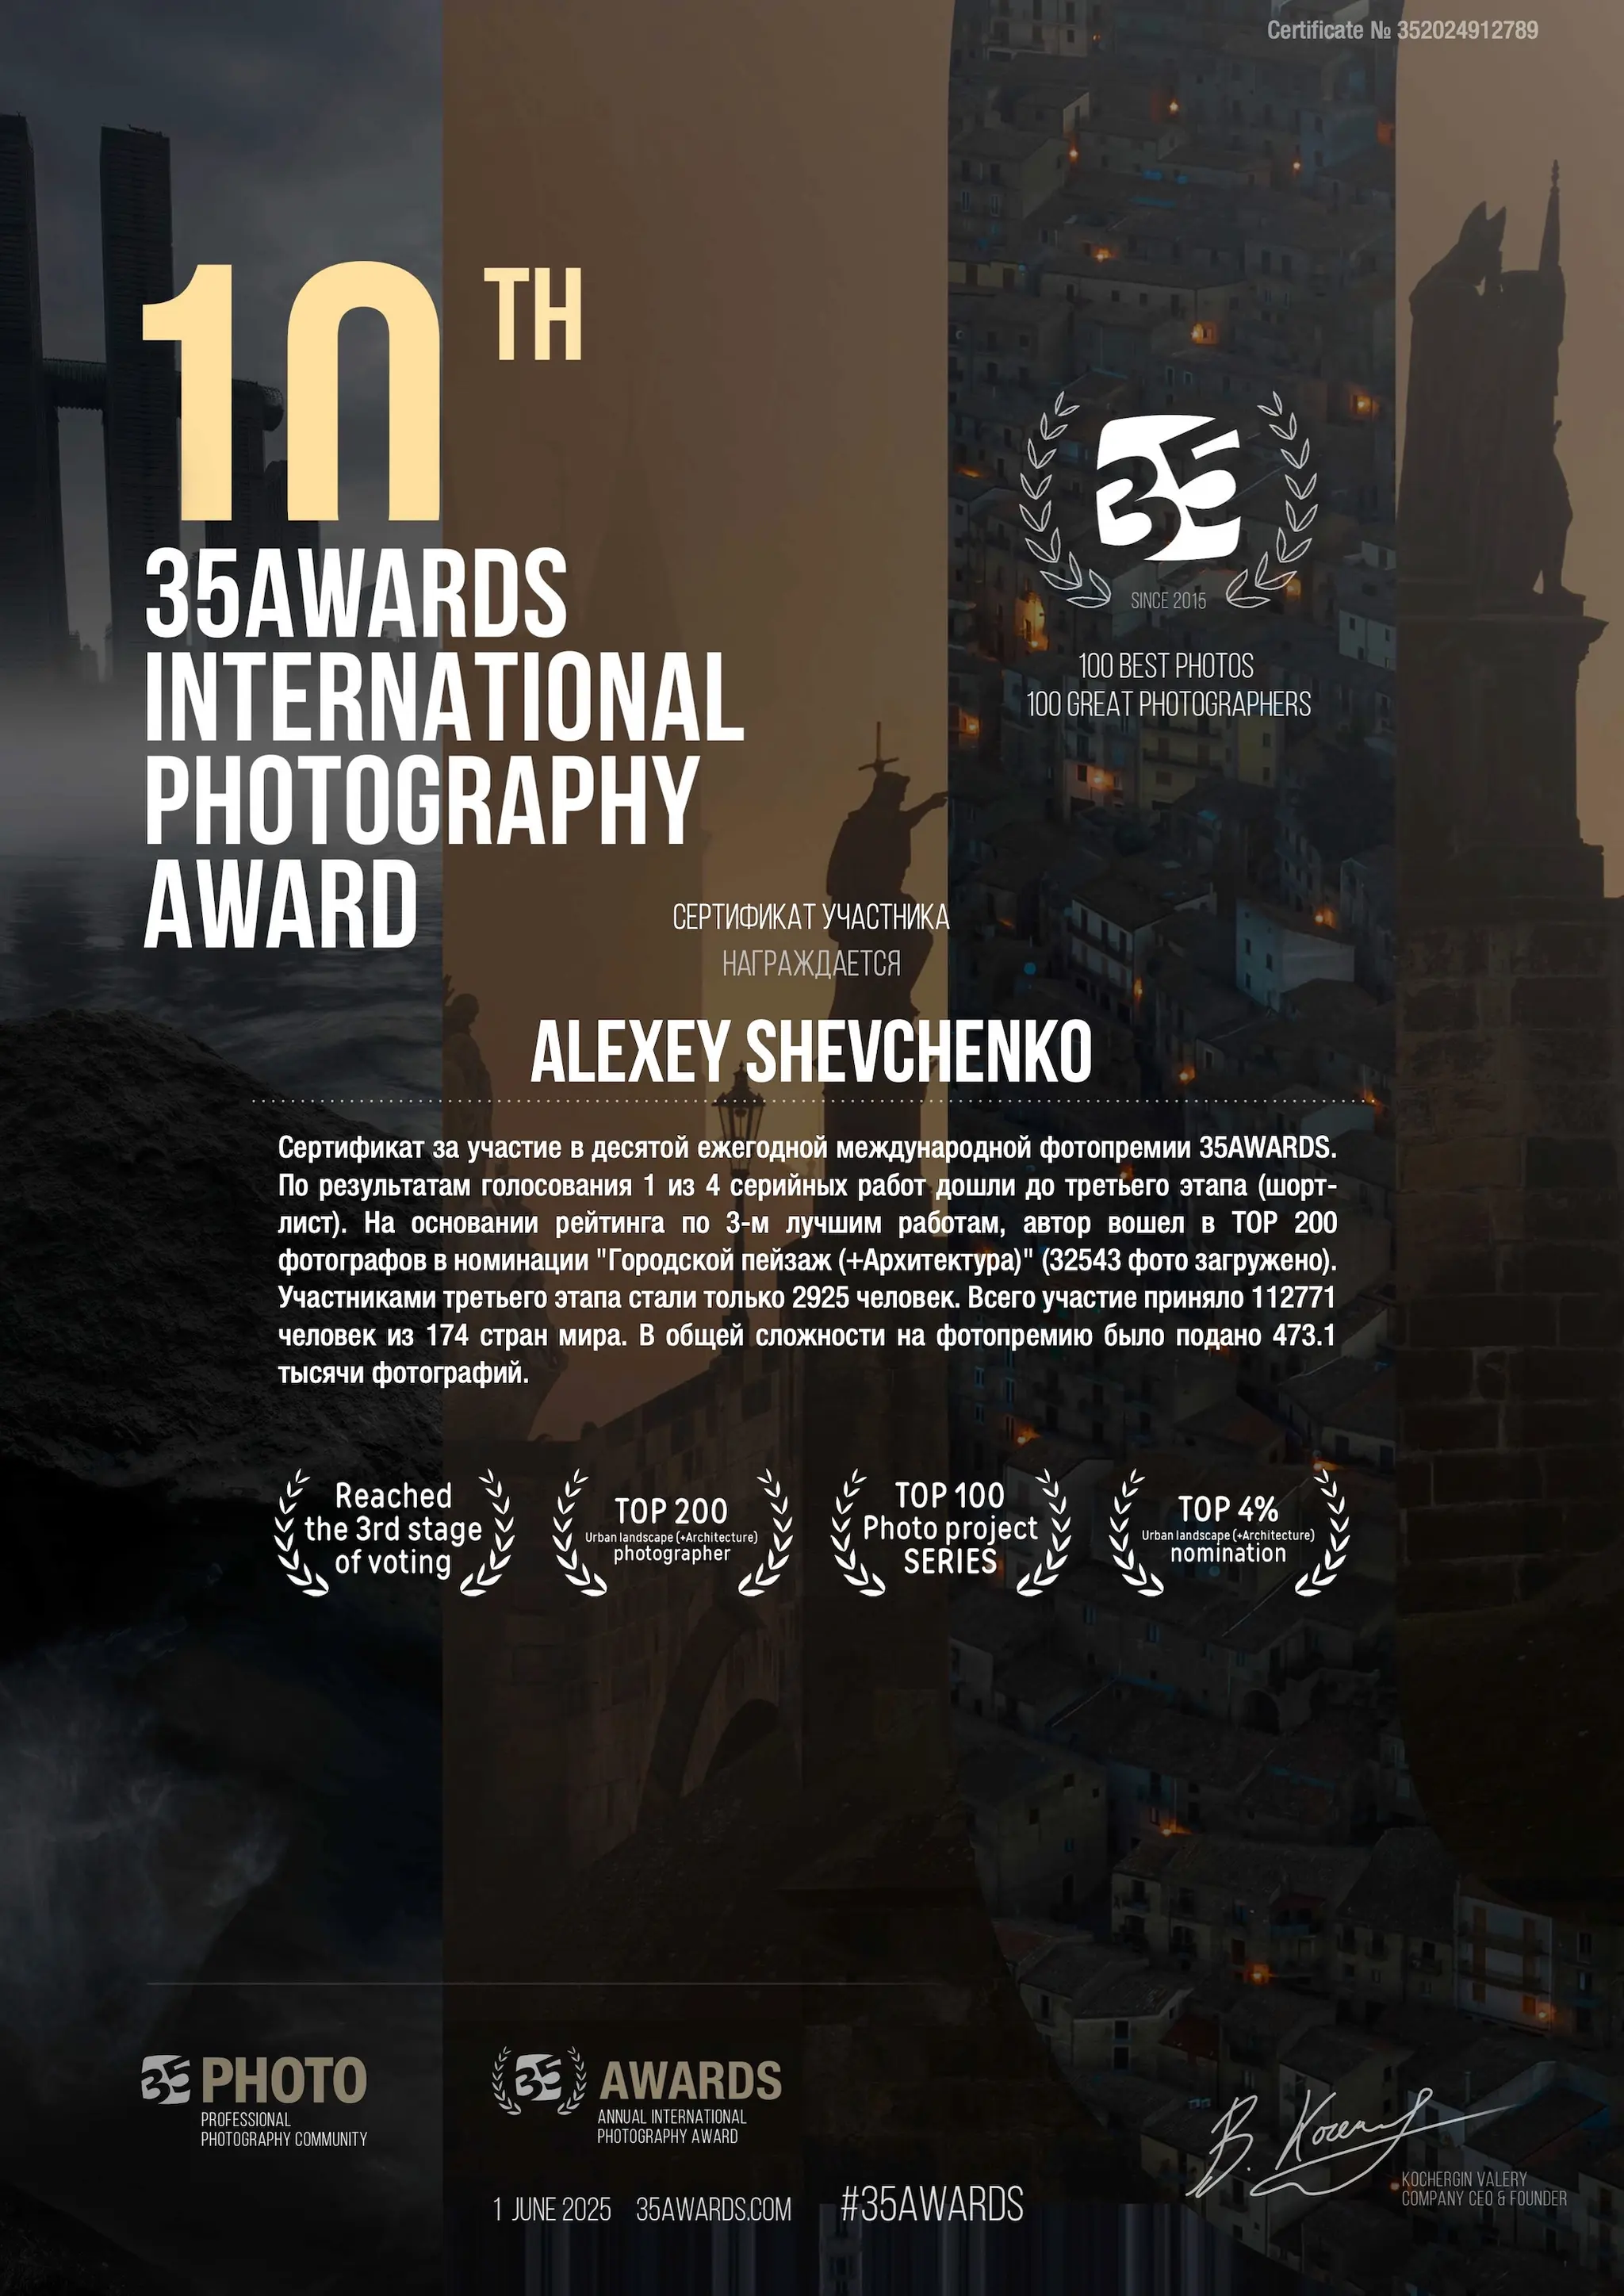 Certificate № 352024912789
10 TH
35AWARDS
INTERNATIONAL
PHOTOGRAPHY
AWARD
35
SINCE 2015
100 BEST PHOTOS
100 GREAT PHOTOGRAPHERS
СЕРТИФИКАТ УЧАСТНИКА
НАГРАЖДАЕТСЯ
ALEXEY SHEVCHENKO
Сертификат за участие в десятой ежегодной международной фотопремии 35AWARDS.
По результатам голосования 1 из 4 серийных работ дошли до третьего этапа (шорт-
лист). На основании рейтинга по 3-м лучшим работам, автор вошел в TOP 200
фотографов в номинации "Городской пейзаж (+Архитектура)" (32543 фото загружено).
Участниками третьего этапа стали только 2925 человек. Всего участие приняло 112771
человек из 174 стран мира. В общей сложности на фотопремию было подано 473.1
тысячи фотографий.
Reached
the 3rd stage
of voting
TOP 200
Urban landscape (+Architecture)
photographer
TOP 100
Photo project
SERIES
TOP 4%
Urban landscape (+Architecture)
nomination
35 PHOTO
PROFESSIONAL
PHOTOGRAPHY COMMUNITY
35 AWARDS
ANNUAL INTERNATIONAL
PHOTOGRAPHY AWARD
KOCHERGIN VALERY
COMPANY CEO & FOUNDER
1 JUNE 2025 35AWARDS.COM #35AWARDS